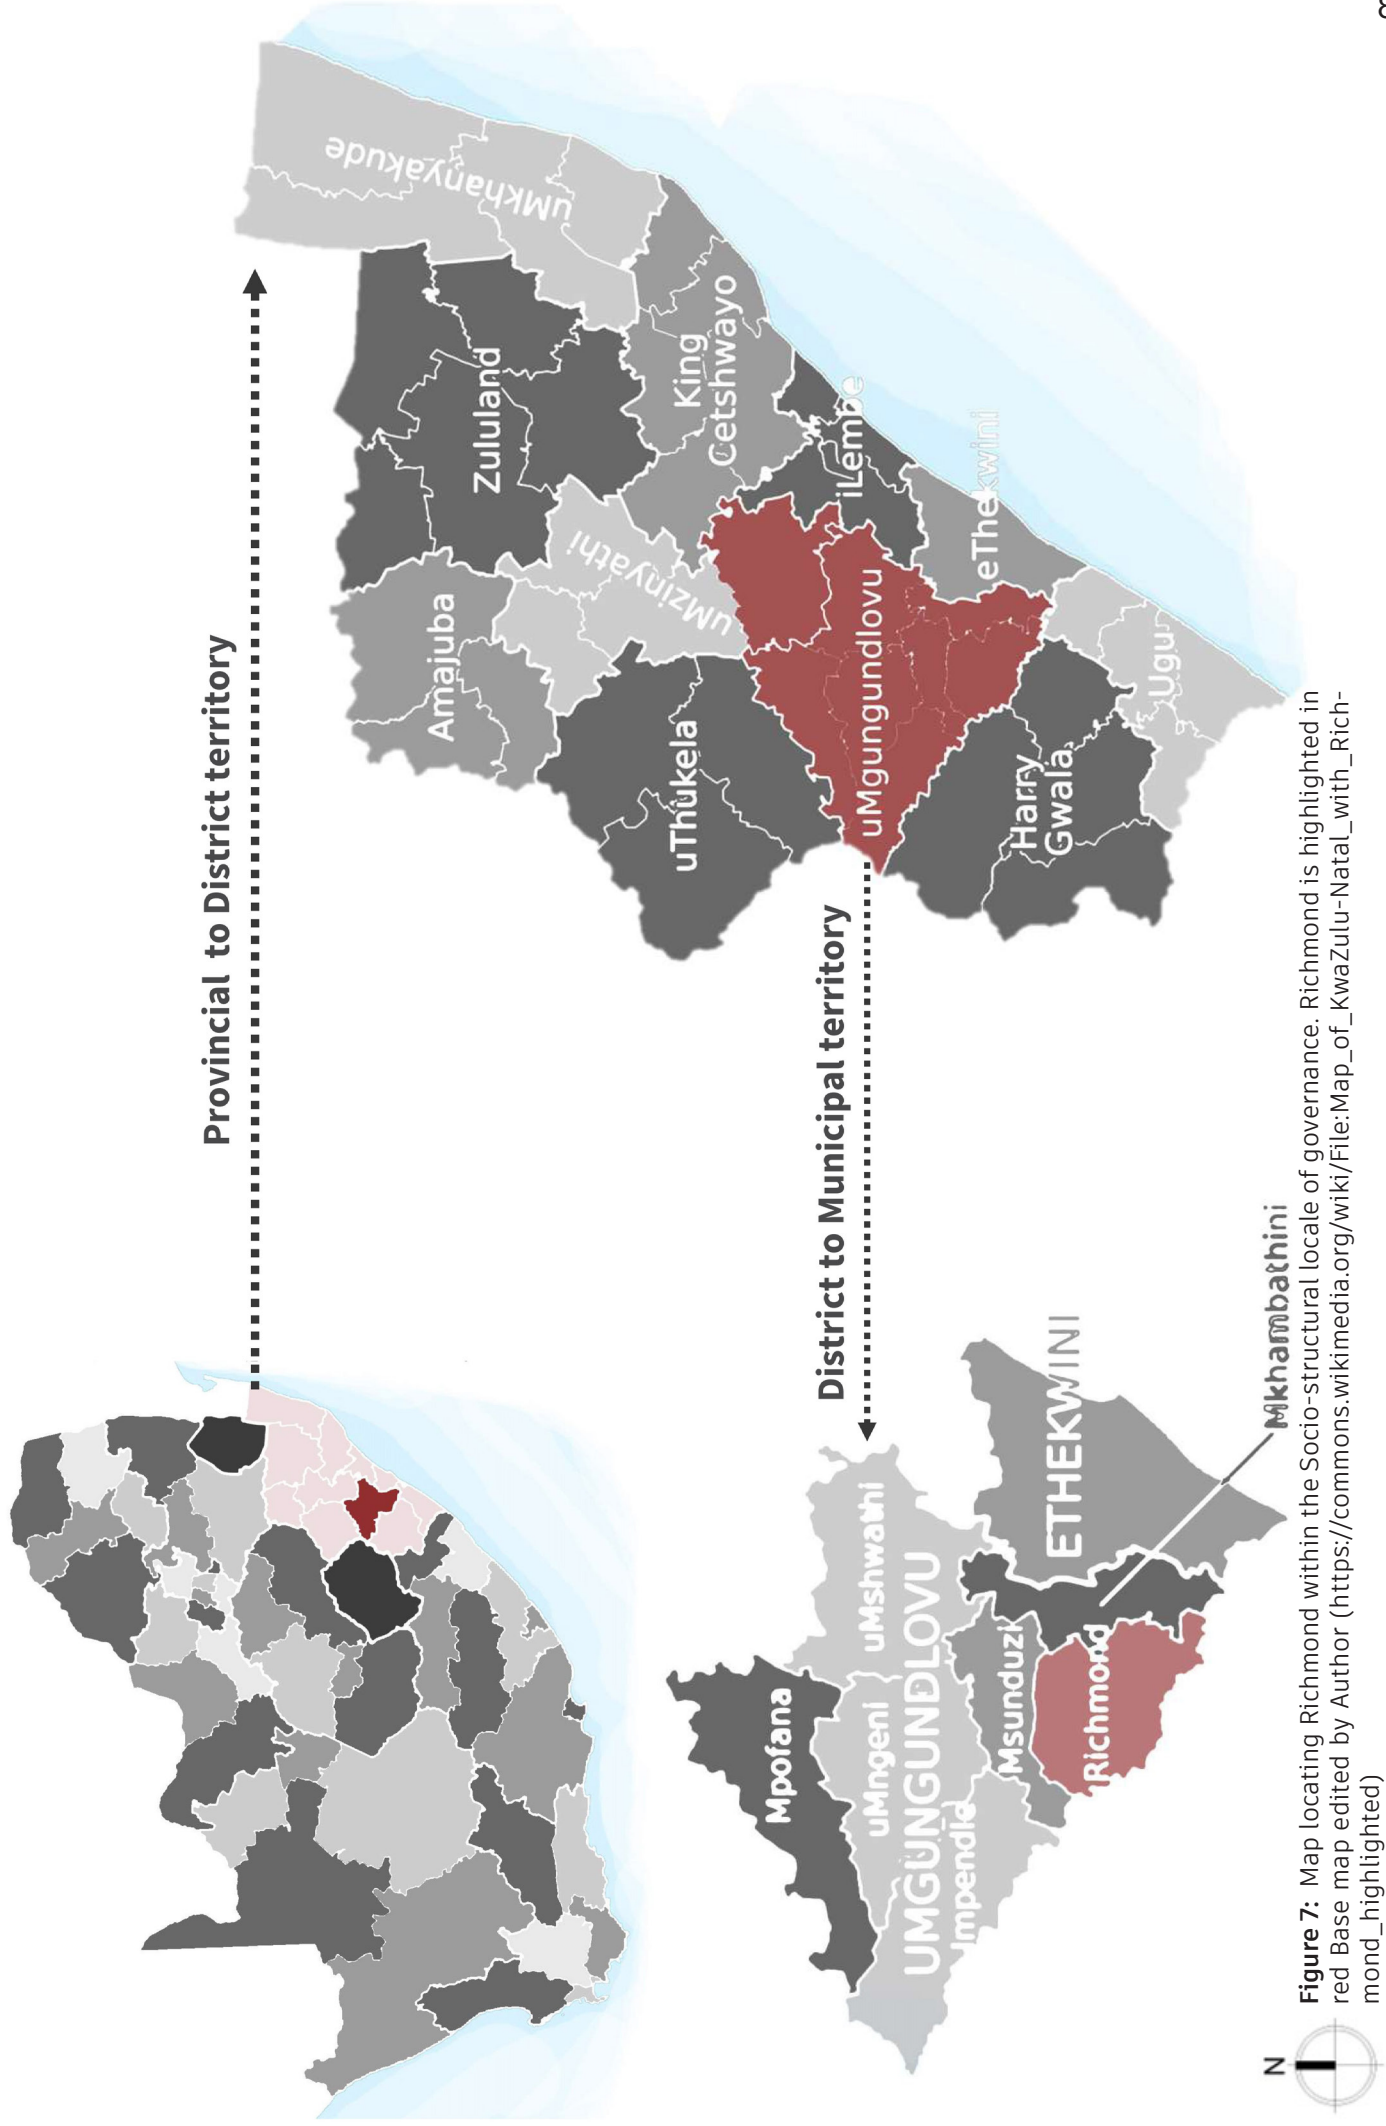 Provincial to District territory
uMkhanyakude
Zululand
King
Cetshwayo
Amajuba
uMzinyathi
iLembe
eThekwini
uThukela
uMgungundlovu
Harry
Gwala
Ugu
District to Municipal territory
Mpofana
uMshwathi
uMngeni
UMGUNGUNDLOVU
Impendle
Msunduzi
Richmond
ETHEKWINI
Mkhambathini
N
Figure 7: Map locating Richmond within the Socio-structural locale of governance. Richmond is highlighted in
red Base map edited by Author (https://commons.wikimedia.org/wiki/File:Map_of_KwaZulu-Natal_with_Rich-
mond_highlighted)